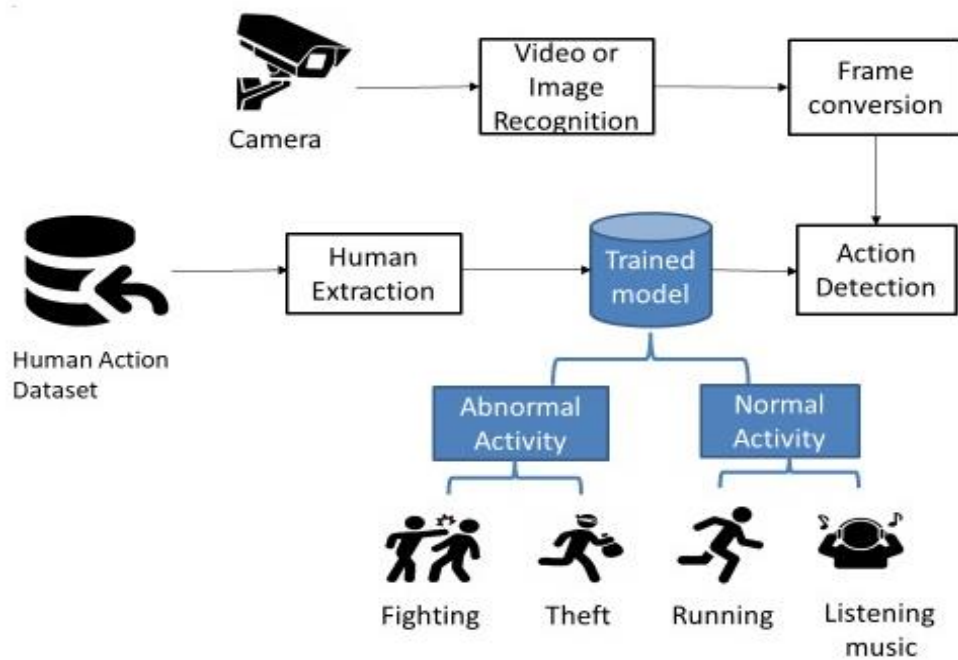 Video or
Image
Recognition
Frame
conversion
Camera
Human
Extraction
Trained
model
Action
Detection
Human Action
Dataset
Abnormal
Activity
Normal
Activity
Fighting
Theft
Running
Listening
music